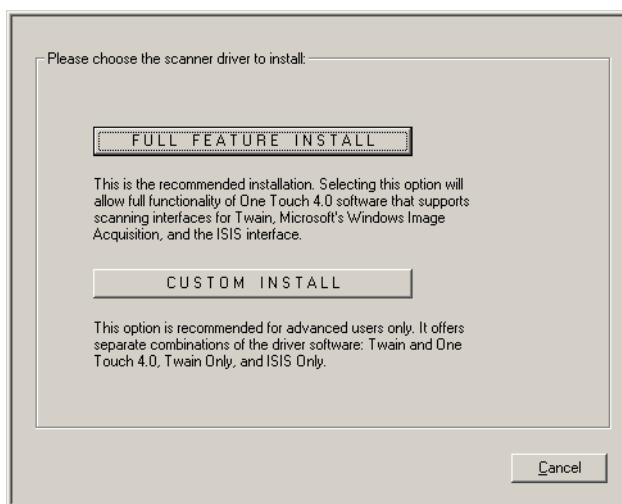 Please choose the scanner driver to install:
FULL FEATURE INSTALL
This is the recommended installation. Selecting this option will
allow full functionality of One Touch 4.0 software that supports
scanning interfaces for Twain, Microsoft's Windows Image
Acquisition, and the ISIS interface.
CUSTOM INSTALL
This option is recommended for advanced users only. It offers
separate combinations of the driver software: Twain and One
Touch 4.0, Twain Only, and ISIS Only.
Cancel